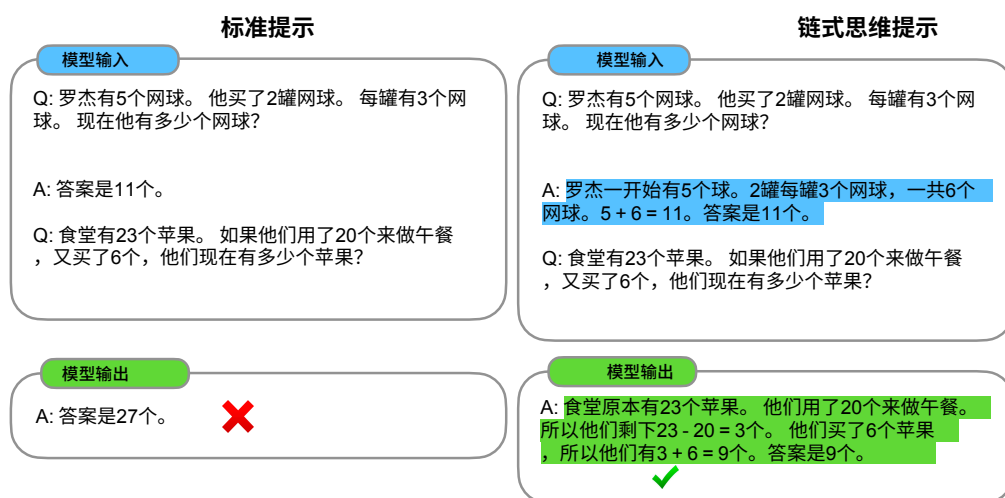 标准提示
模型输入
Q: 罗杰有5个网球。 他买了2罐网球。 每罐有3个网
球。 现在他有多少个网球？
A: 答案是11个。
Q: 食堂有23个苹果。 如果他们用了20个来做午餐
，又买了6个，他们现在有多少个苹果？
模型输出
A: 答案是27个。
链式思维提示
模型输入
Q: 罗杰有5个网球。 他买了2罐网球。 每罐有3个网
球。 现在他有多少个网球？
A: 罗杰一开始有5个球。2罐每罐3个网球，一共6个
网球。5 + 6 = 11。答案是11个。
Q: 食堂有23个苹果。 如果他们用了20个来做午餐
，又买了6个，他们现在有多少个苹果？
模型输出
A: 食堂原本有23个苹果。 他们用了20个来做午餐。
所以他们剩下23 - 20 = 3个。 他们买了6个苹果
，所以他们有3 + 6 = 9个。答案是9个。